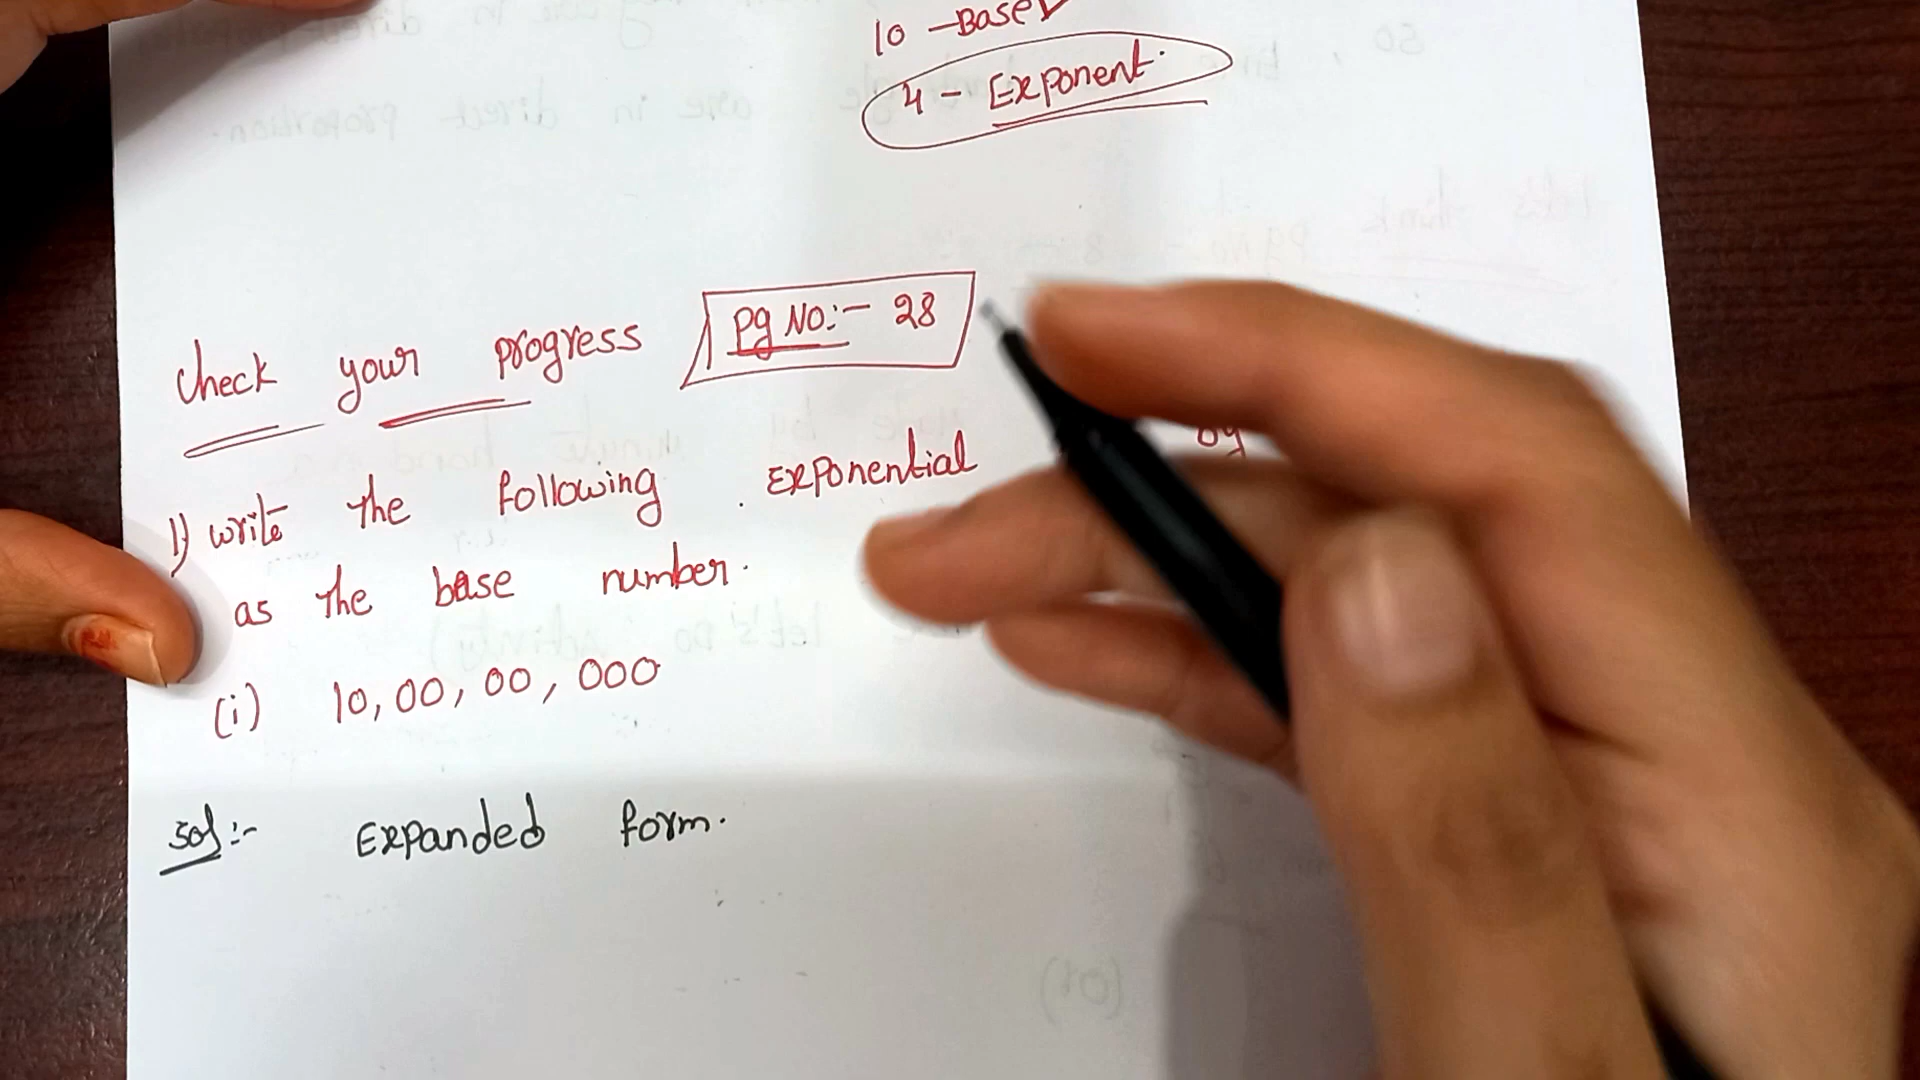 10 - Base
4 - Exponent.
check your progress Pg No:- 28
1) write the following exponential by
as the base number.
(i) 10,00,00,000
Sol:- Expanded form.